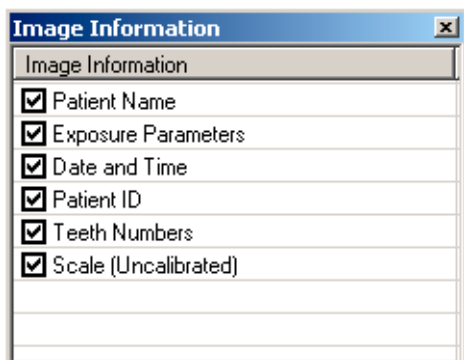 Image Information
Image Information
Patient Name
Exposure Parameters
Date and Time
Patient ID
Teeth Numbers
Scale (Uncalibrated)